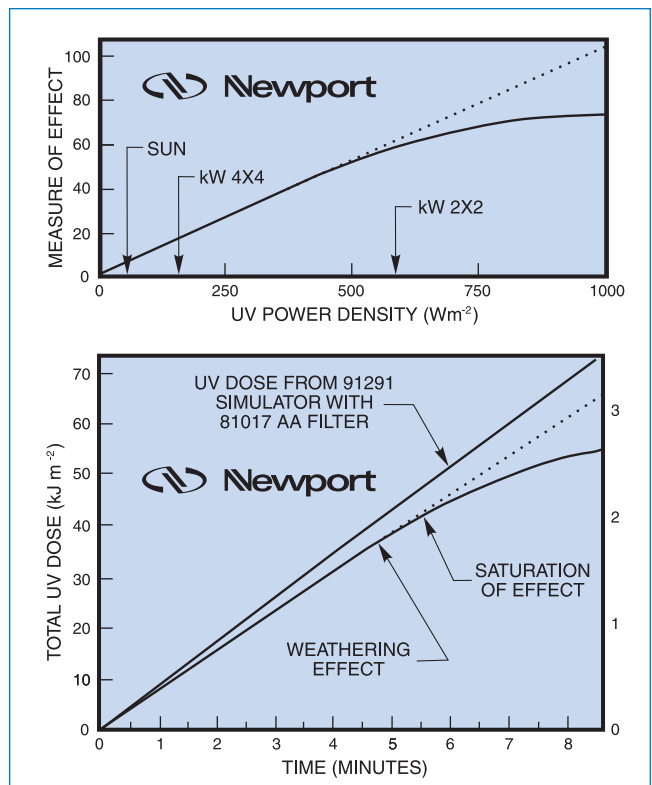 100
Newport
80
SUN
60
kW 4X4
40
kW 2X2
20
0
MEASURE OF EFFECT
0 250 500 750 1000
UV POWER DENSITY (Wm-2)
70
UV DOSE FROM 91291
SIMULATOR WITH
81017 AA FILTER
60
3
50
Newport
40
2
SATURATION
OF EFFECT
30
20
WEATHERING
EFFECT
1
10
0
0
TOTAL UV DOSE (kJ m-2)
0 1 2 3 4 5 6 7 8
TIME (MINUTES)